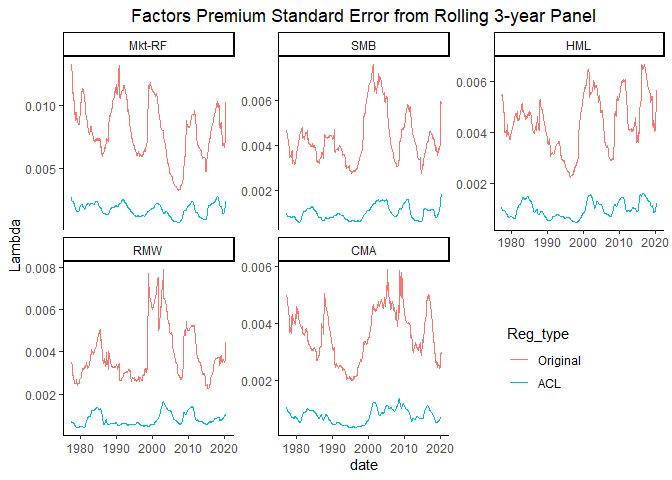 Factors Premium Standard Error from Rolling 3-year Panel
Mkt-RF
SMB
HML
0.010
0.005
0.006
0.004
0.002
0.006
0.004
0.002
1980 1990 2000 2010 2020
RMW
CMA
0.008
0.006
0.004
0.002
0.006
0.004
0.002
1980 1990 2000 2010 2020
1980 1990 2000 2010 2020
Lambda
date
Reg_type
Original
ACL